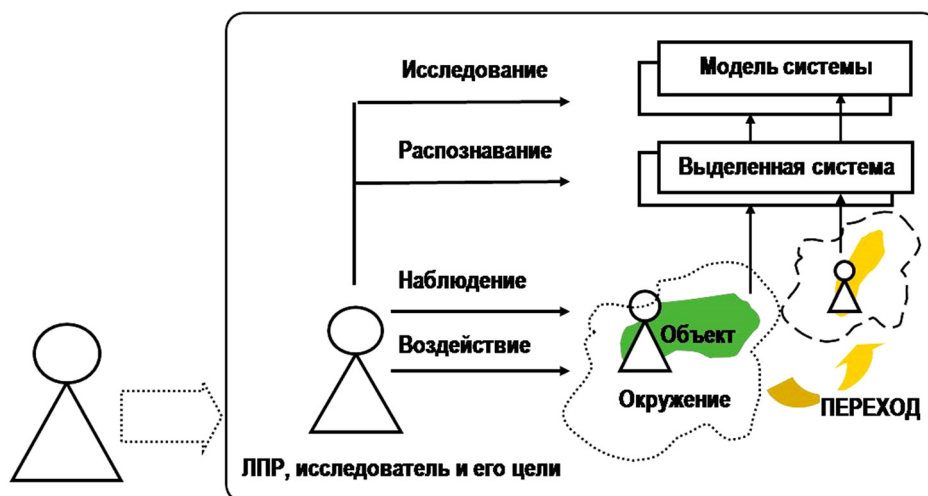 Исследование
Модель системы
Распознавание
Выделенная система
Наблюдение
Воздействие
Объект
Окружение
ПЕРЕХОД
ЛПР, исследователь и его цели